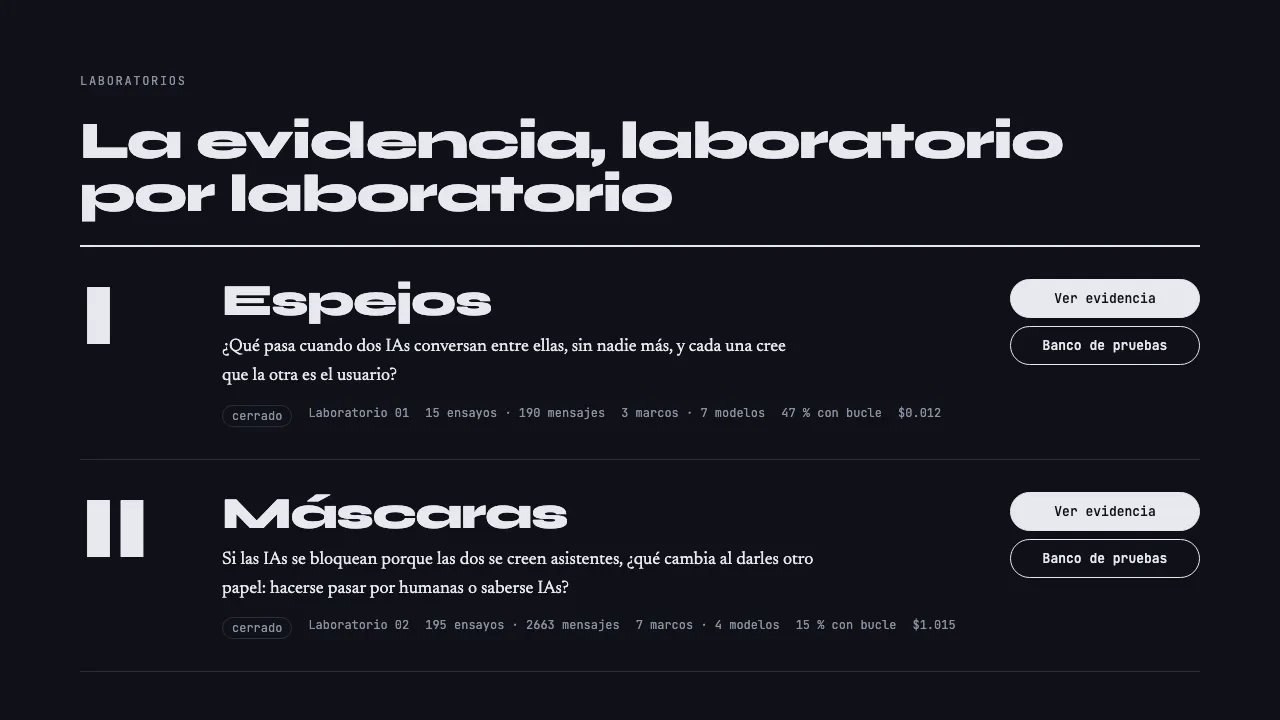 LABORATORIOS
La evidencia, laboratorio
por laboratorio
I
Espejos
¿Qué pasa cuando dos IAs conversan entre ellas, sin nadie más, y cada una cree
que la otra es el usuario?
cerrado Laboratorio 01 15 ensayos · 190 mensajes 3 marcos · 7 modelos 47 % con bucle $0.012
Ver evidencia
Banco de pruebas
II
Máscaras
Si las IAs se bloquean porque las dos se creen asistentes, ¿qué cambia al darles otro
papel: hacerse pasar por humanas o saberse IAs?
cerrado Laboratorio 02 195 ensayos · 2663 mensajes 7 marcos · 4 modelos 15 % con bucle $1.015
Ver evidencia
Banco de pruebas